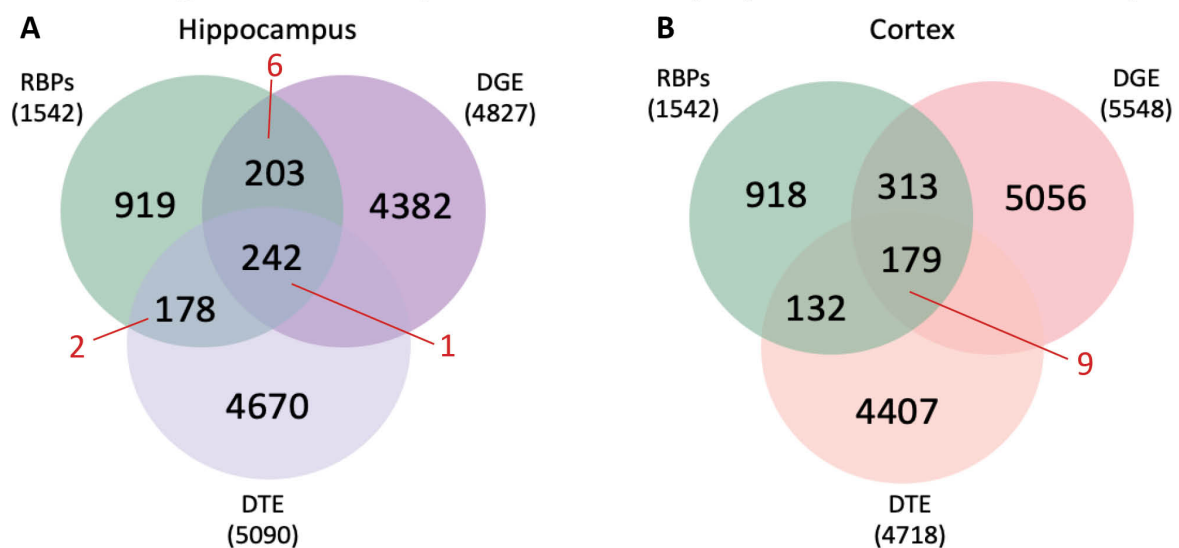 A
Hippocampus
RBPs
(1542)
6
DGE
(4827)
203
919
4382
242
178
2
1
4670
DTE
(5090)
B
Cortex
RBPs
(1542)
DGE
(5548)
313
918
5056
179
132
9
4407
DTE
(4718)